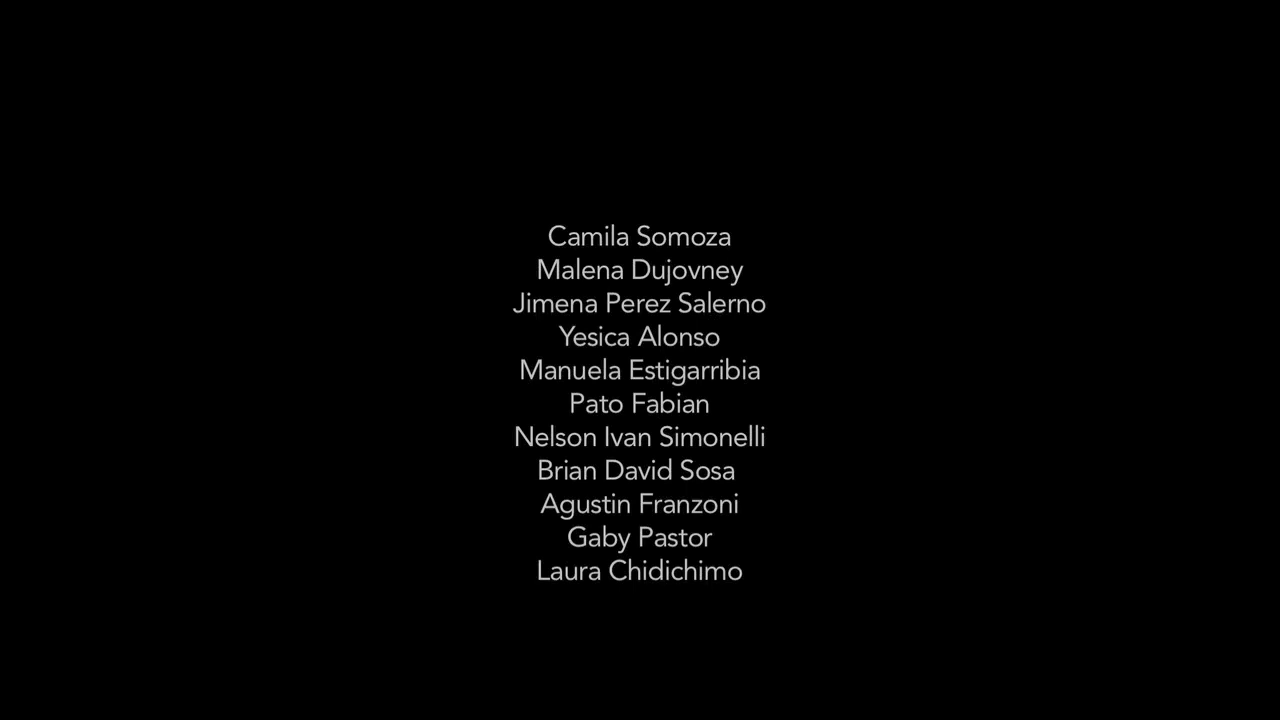 Camila Somoza
Malena Dujovney
Jimena Perez Salerno
Yesica Alonso
Manuela Estigarribia
Pato Fabian
Nelson Ivan Simonelli
Brian David Sosa
Agustin Franzoni
Gaby Pastor
Laura Chidichimo